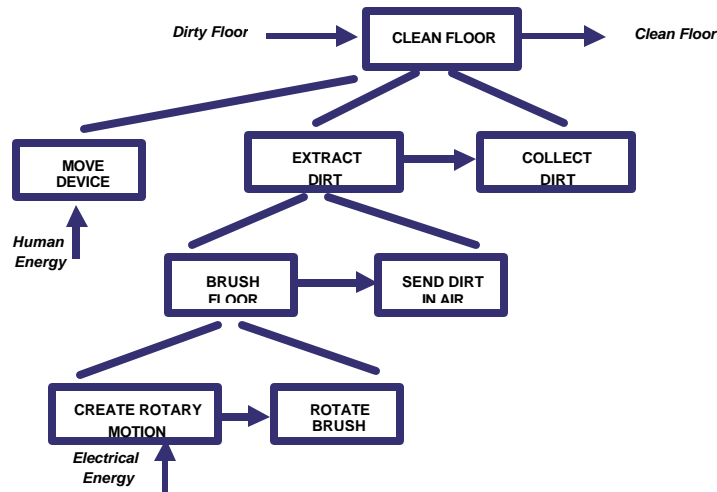 Dirty Floor
CLEAN FLOOR
Clean Floor
MOVE
DEVICE
EXTRACT
DIRT
COLLECT
DIRT
Human
Energy
BRUSH
FLOOR
SEND DIRT
IN AIR
CREATE ROTARY
MOTION
ROTATE
BRUSH
Electrical
Energy